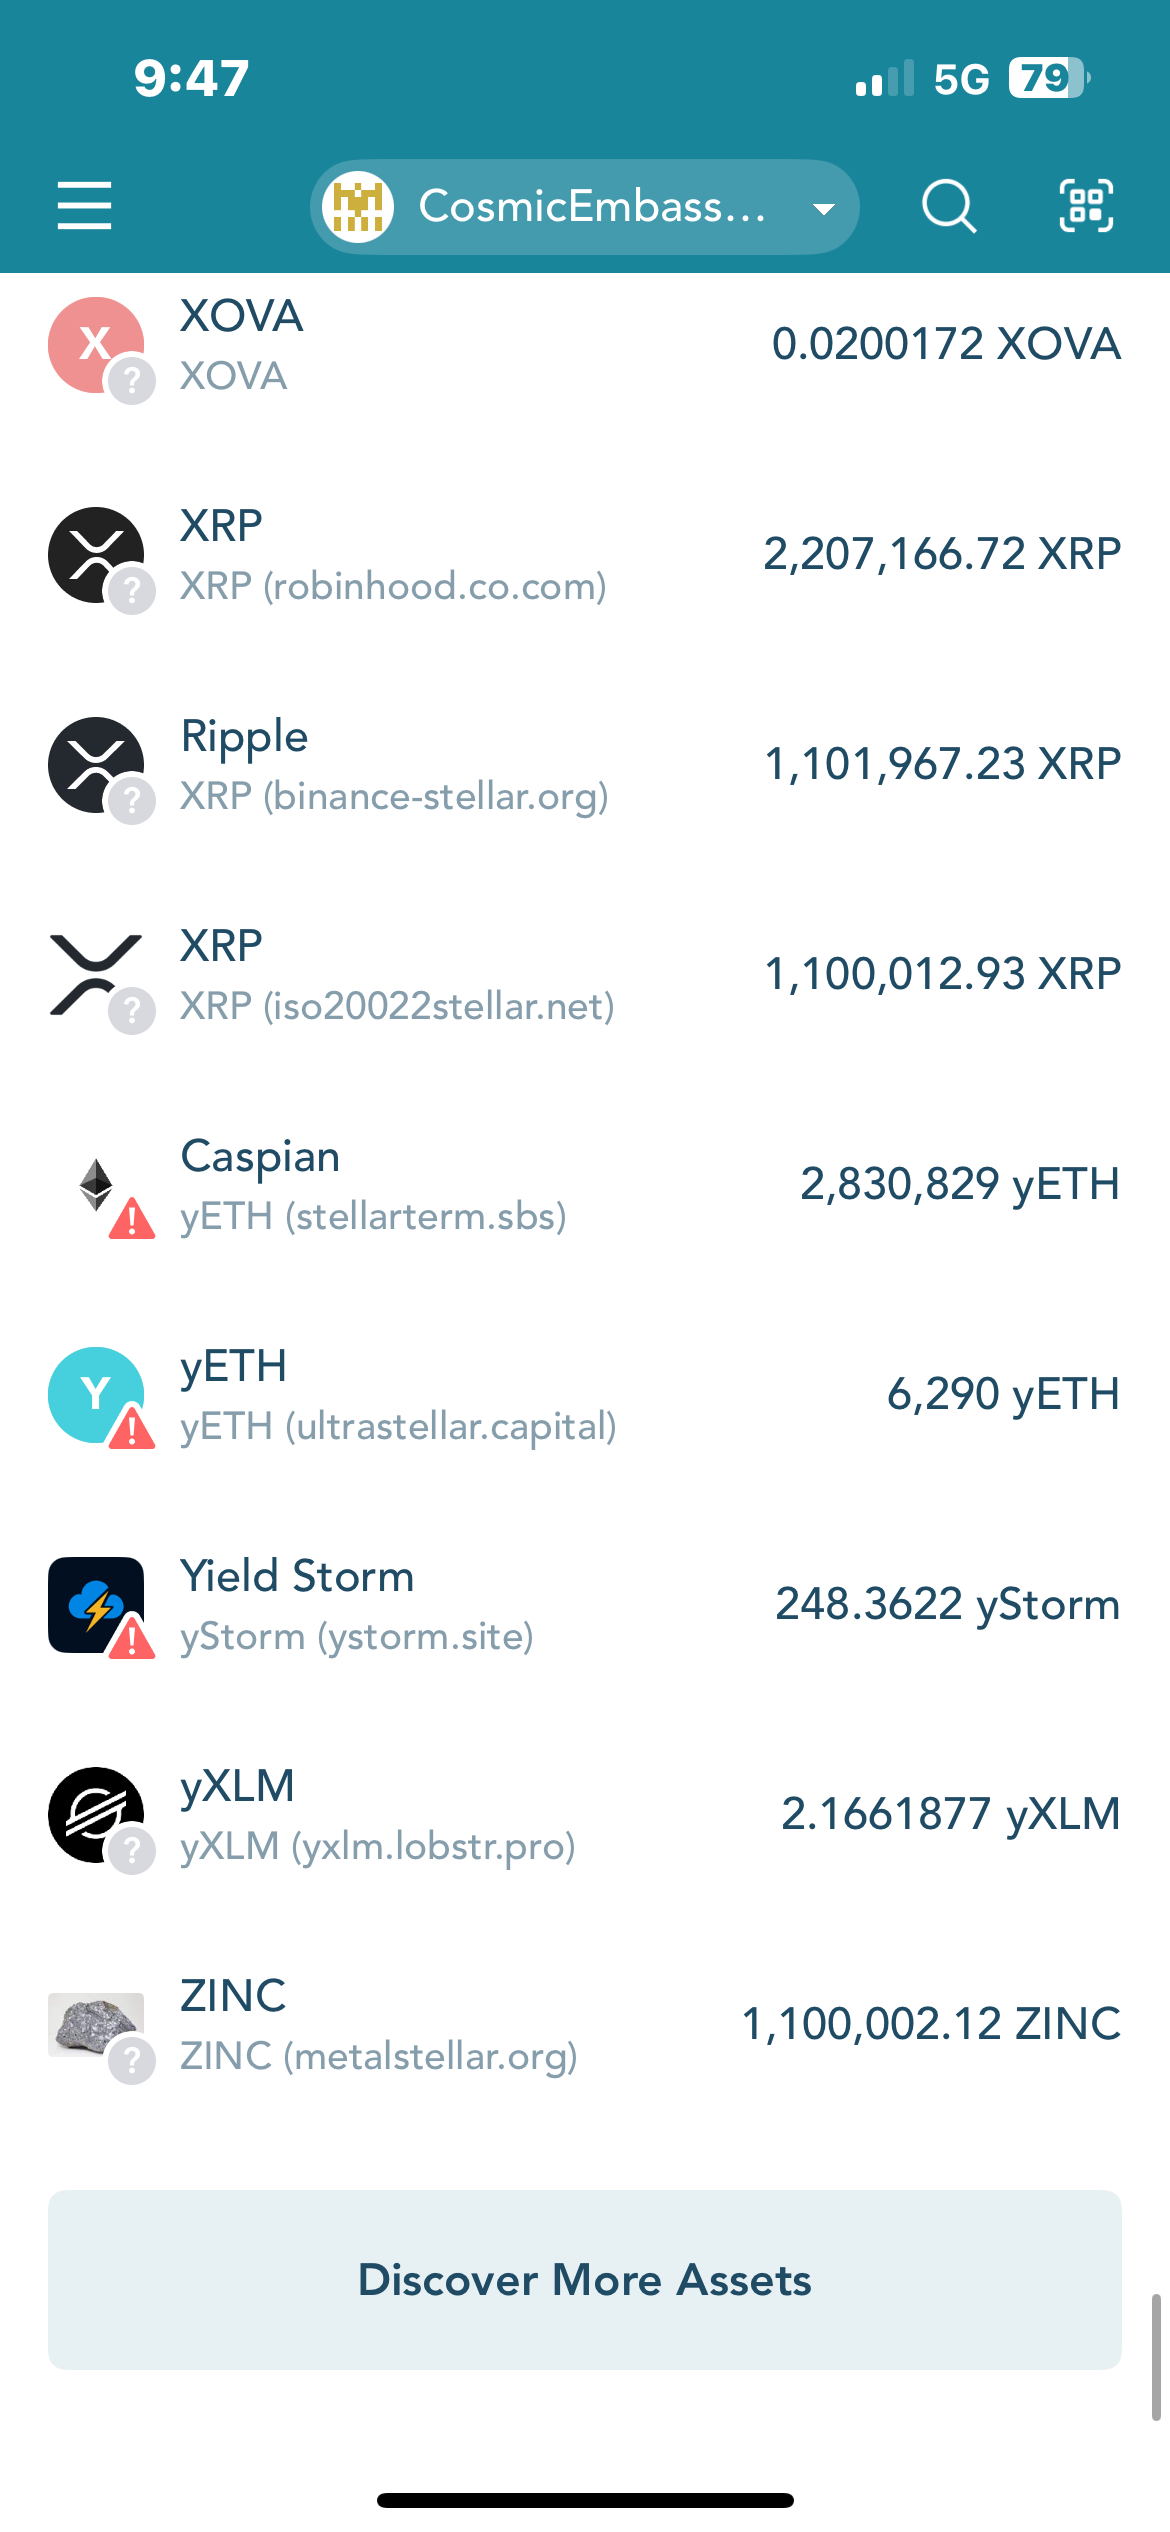 9:47
5G 79
CosmicEmbass...
X
?
XOVA
XOVA
0.0200172 XOVA
?
XRP
XRP (robinhood.co.com)
2,207,166.72 XRP
?
Ripple
XRP (binance-stellar.org)
1,101,967.23 XRP
?
XRP
XRP (iso20022stellar.net)
1,100,012.93 XRP
!
Caspian
yETH (stellarterm.sbs)
2,830,829 yETH
Y
!
yETH
yETH (ultrastellar.capital)
6,290 yETH
!
Yield Storm
yStorm (ystorm.site)
248.3622 yStorm
?
yXLM
yXLM (yxlm.lobstr.pro)
2.1661877 yXLM
?
ZINC
ZINC (metalstellar.org)
1,100,002.12 ZINC
Discover More Assets